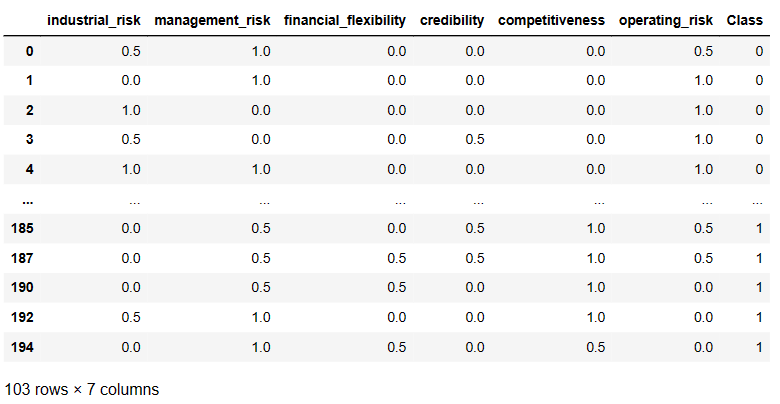 industrial_risk management_risk financial_flexibility credibility competitiveness operating_risk Class
0 0.5 1.0 0.0 0.0 0.0 0.5 0
1 0.0 1.0 0.0 0.0 0.0 1.0 0
2 1.0 0.0 0.0 0.0 0.0 1.0 0
3 0.5 0.0 0.0 0.5 0.0 1.0 0
4 1.0 1.0 0.0 0.0 0.0 1.0 0
... ... ... ... ... ... ... ...
185 0.0 0.5 0.0 0.5 1.0 0.5 1
187 0.0 0.5 0.5 0.5 1.0 0.5 1
190 0.0 0.5 0.5 0.0 1.0 0.0 1
192 0.5 1.0 0.0 0.0 1.0 0.0 1
194 0.0 1.0 0.5 0.0 0.5 0.0 1
103 rows × 7 columns